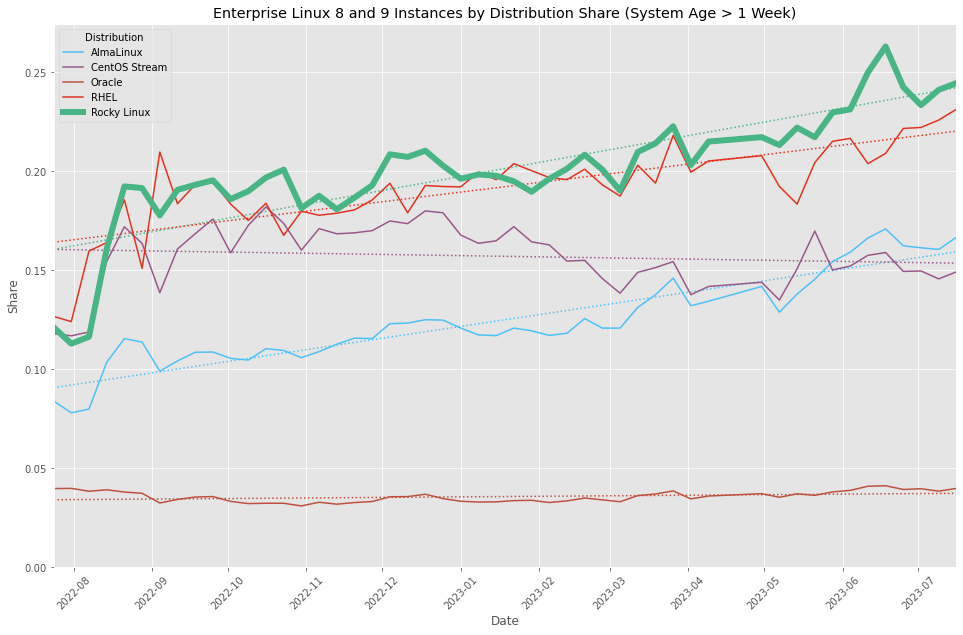 Enterprise Linux 8 and 9 Instances by Distribution Share (System Age > 1 Week)
Distribution
AlmaLinux
CentOS Stream
Oracle
RHEL
Rocky Linux
0.25
0.20
0.15
0.10
0.05
0.00
Share
2022-08
2022-09
2022-10
2022-11
2022-12
2023-01
2023-02
2023-03
2023-04
2023-05
2023-06
2023-07
Date